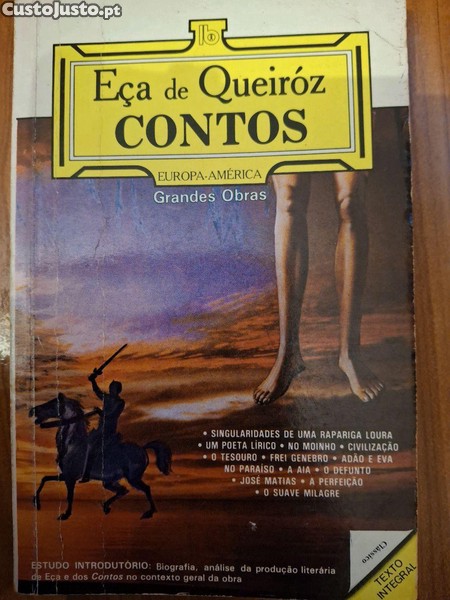 CustoJusto.pt
Eça de Queiróz
CONTOS
EUROPA-AMÉRICA
Grandes Obras
• SINGULARIDADES DE UMA RAPARIGA LOURA
• UM POETA LÍRICO • NO MOINHO • CIVILIZAÇÃO
• O TESOURO • FREI GENEBRO • ADÃO E EVA
NO PARAÍSO • A AIA • O DEFUNTO
• JOSÉ MATIAS • A PERFEIÇÃO
• O SUAVE MILAGRE
ESTUDO INTRODUTÓRIO: Biografia, análise da produção literária
de Eça e dos Contos no contexto geral da obra
Clássico
TEXTO
INTEGRAL